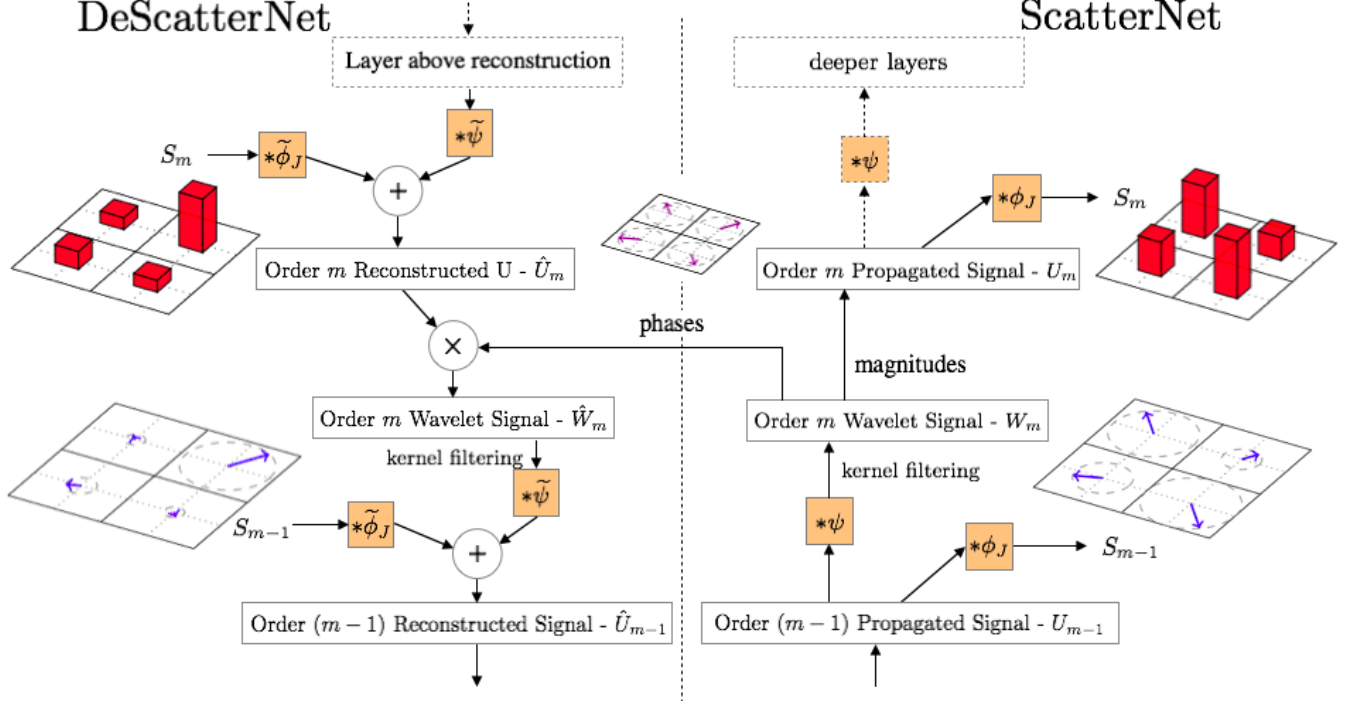 DeScatterNet
ScatterNet
Layer above reconstruction
deeper layers
∗ψ̃
S_m
∗ϕ̃_J
+
∗ψ
∗ϕ_J
S_m
Order m Reconstructed U - Û_m
Order m Propagated Signal - U_m
phases
×
magnitudes
Order m Wavelet Signal - Ŵ_m
Order m Wavelet Signal - W_m
kernel filtering
kernel filtering
∗ψ̃
∗ψ
S_{m−1}
∗ϕ̃_J
+
∗ϕ_J
S_{m−1}
Order (m − 1) Reconstructed Signal - Û_{m−1}
Order (m − 1) Propagated Signal - U_{m−1}